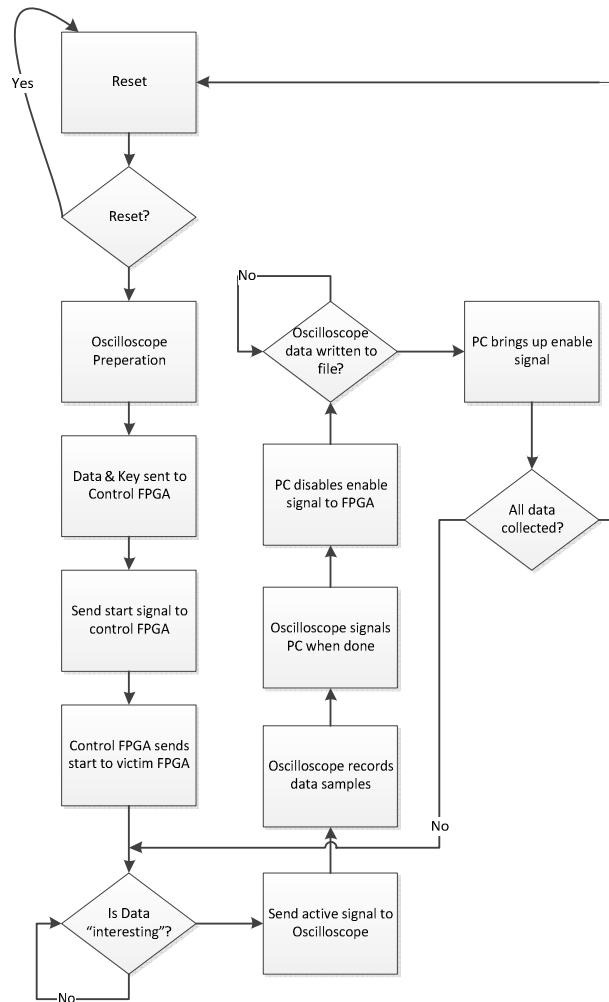 Reset
Yes
Reset?
Oscilloscope
Preperation
Data & Key sent to
Control FPGA
Send start signal to
control FPGA
Control FPGA sends
start to victim FPGA
Is Data
“interesting”?
No
Send active signal to
Oscilloscope
Oscilloscope records
data samples
Oscilloscope signals
PC when done
PC disables enable
signal to FPGA
Oscilloscope
data written to
file?
No
PC brings up enable
signal
All data
collected?
No